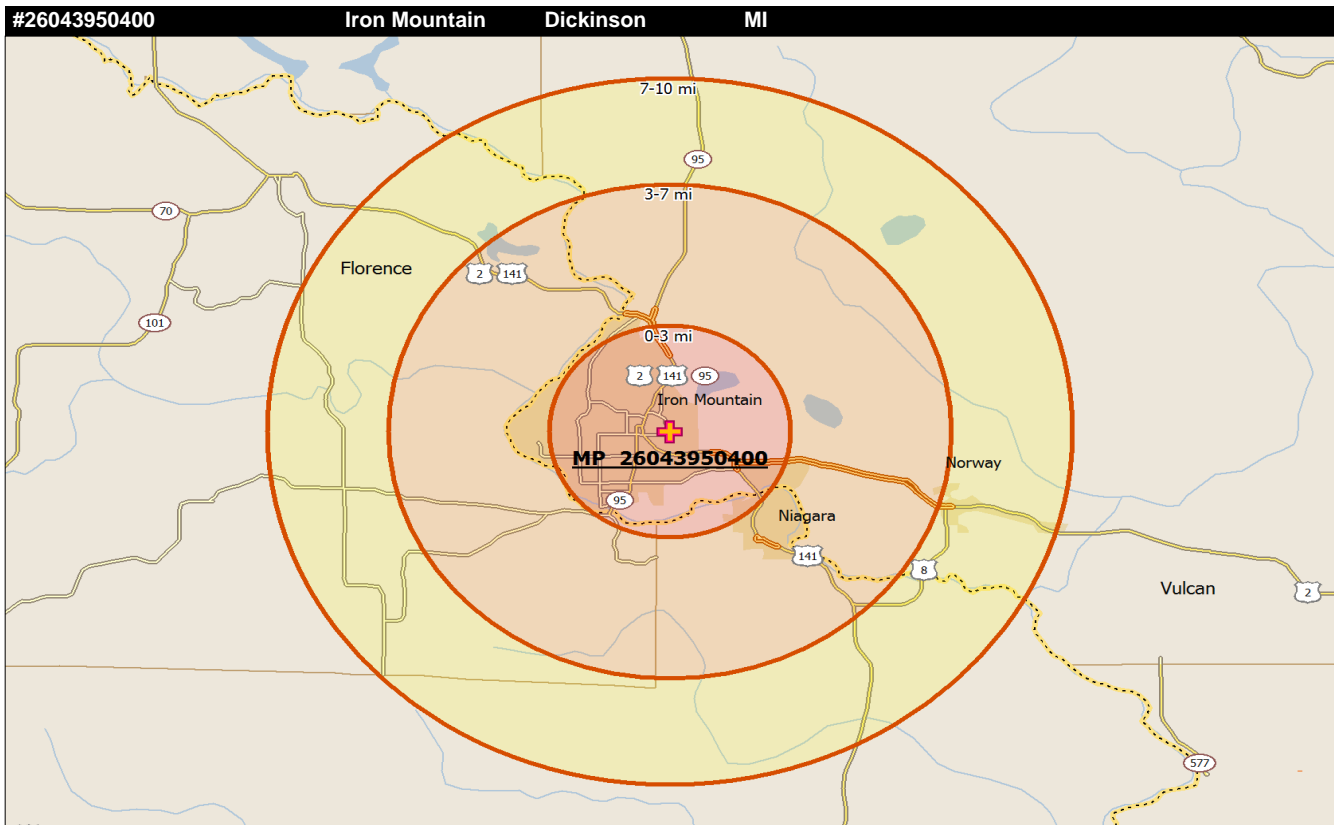 #26043950400 Iron Mountain Dickinson MI
7-10 mi
95
3-7 mi
70
Florence
2 141
101
0-3 mi
2 141 95
Iron Mountain
MP 26043950400
Norway
95
Niagara
141
8
Vulcan
2
577